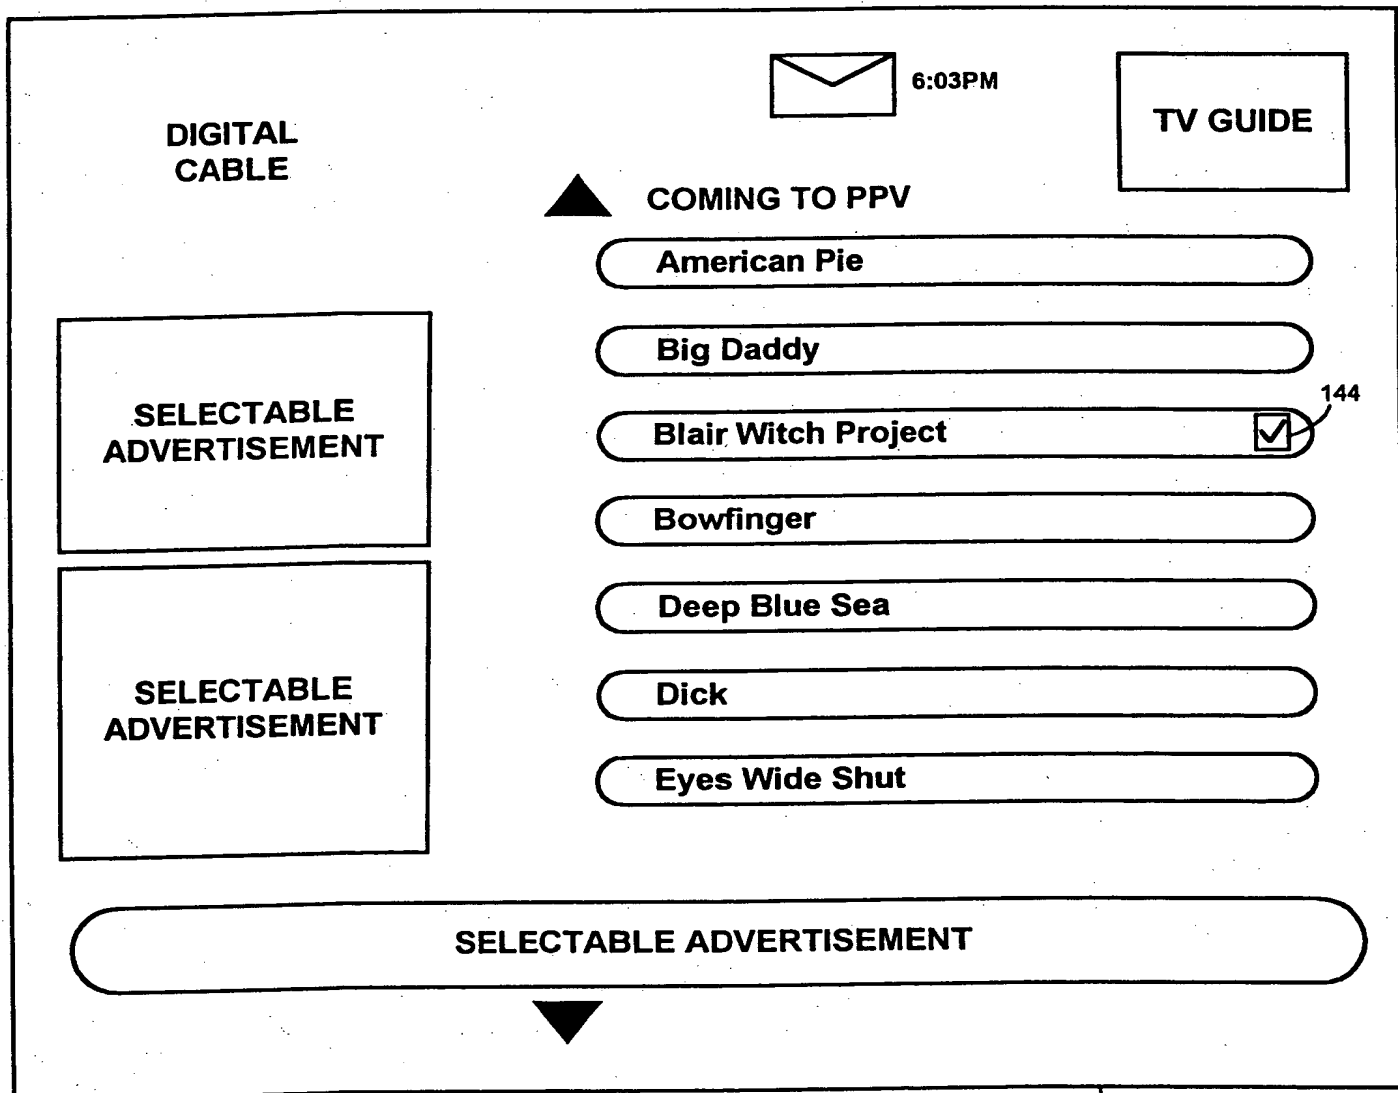 6:03PM
TV GUIDE
DIGITAL
CABLE
COMING TO PPV
American Pie
Big Daddy
144
Blair Witch Project
Bowfinger
Deep Blue Sea
Dick
Eyes Wide Shut
SELECTABLE
ADVERTISEMENT
SELECTABLE
ADVERTISEMENT
SELECTABLE ADVERTISEMENT